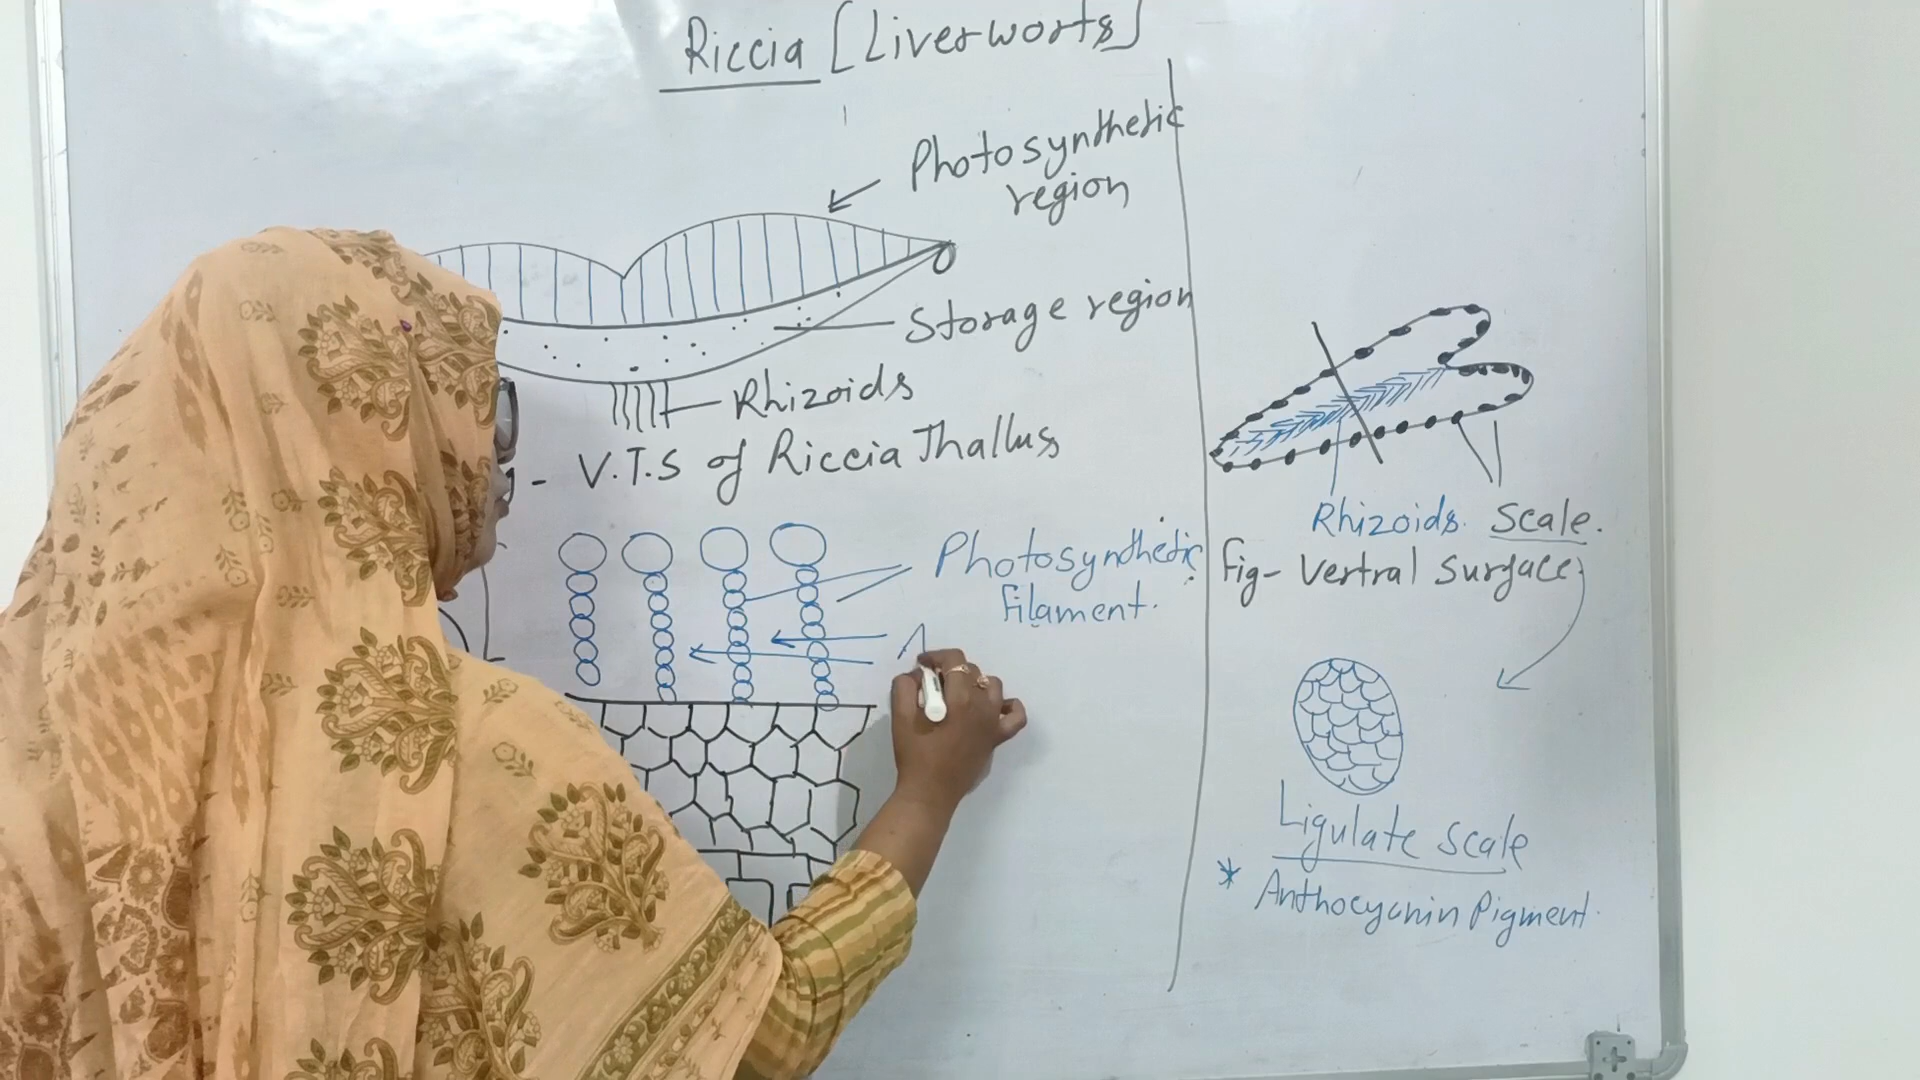 Riccia [Liverworts]
Photosynthetic
region
Storage region
Rhizoids
- V.T.S of Riccia Thallus
Photosynthetic
filament.
A
Rhizoids. Scale.
fig- Vertral Surface
Ligulate Scale
* Anthocyanin Pigment.